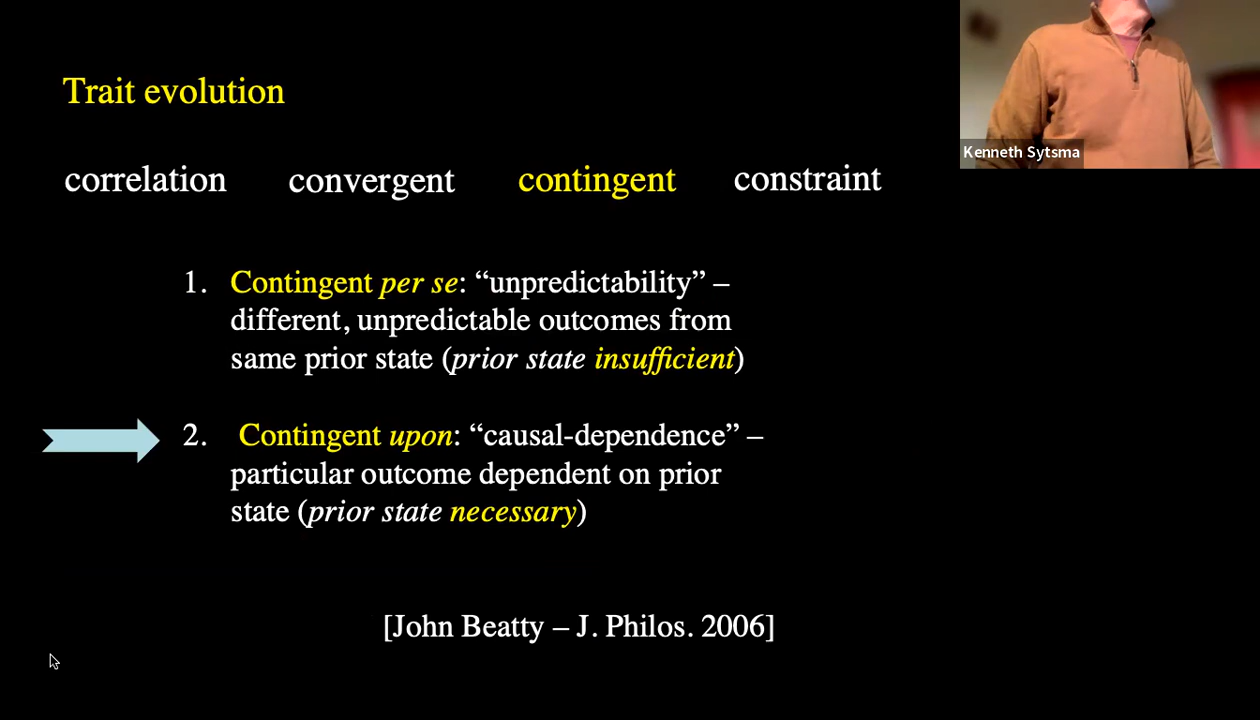 Trait evolution
Kenneth Sytsma
correlation convergent contingent constraint
1. Contingent per se: “unpredictability” –
different, unpredictable outcomes from
same prior state (prior state insufficient)
2. Contingent upon: “causal-dependence” –
particular outcome dependent on prior
state (prior state necessary)
[John Beatty – J. Philos. 2006]